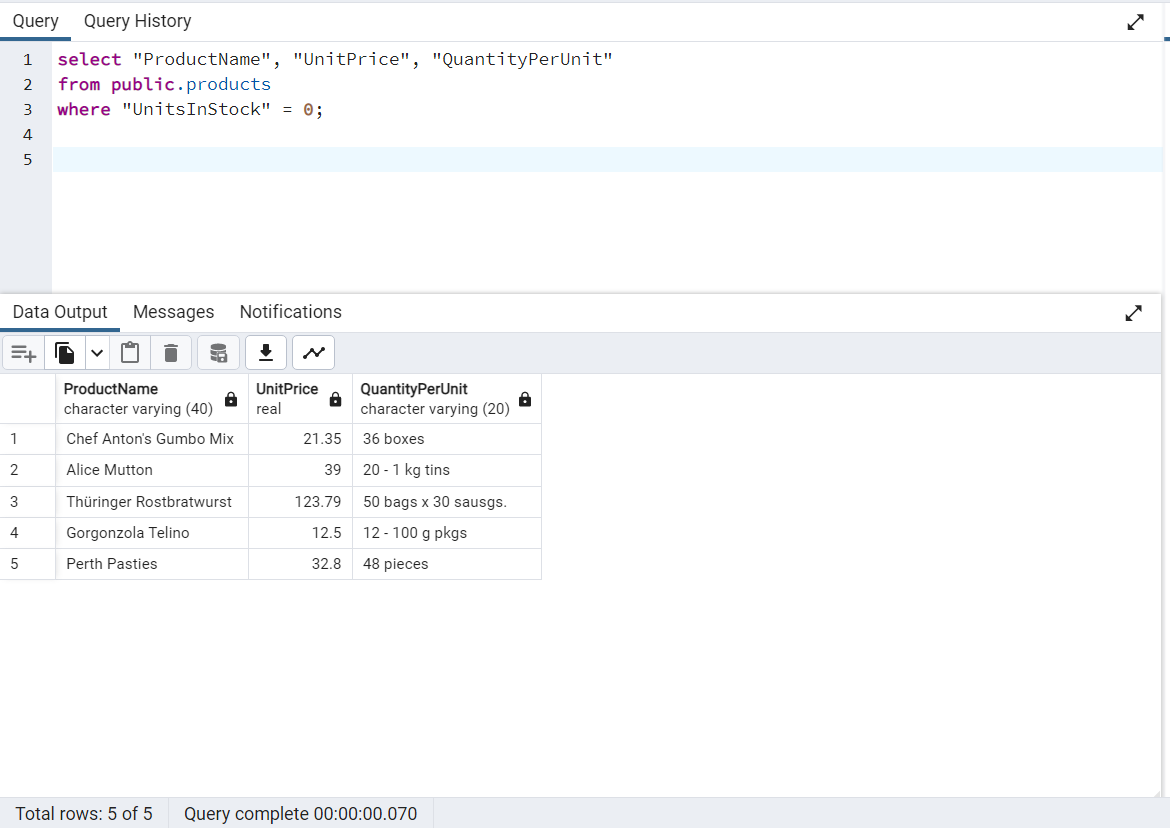 Query Query History
1 select "ProductName", "UnitPrice", "QuantityPerUnit"
2 from public.products
3 where "UnitsInStock" = 0;
4
5
Data Output Messages Notifications
ProductName UnitPrice QuantityPerUnit
character varying (40) real character varying (20)
1 Chef Anton's Gumbo Mix 21.35 36 boxes
2 Alice Mutton 39 20 - 1 kg tins
3 Thüringer Rostbratwurst 123.79 50 bags x 30 sausgs.
4 Gorgonzola Telino 12.5 12 - 100 g pkgs
5 Perth Pasties 32.8 48 pieces
Total rows: 5 of 5 Query complete 00:00:00.070